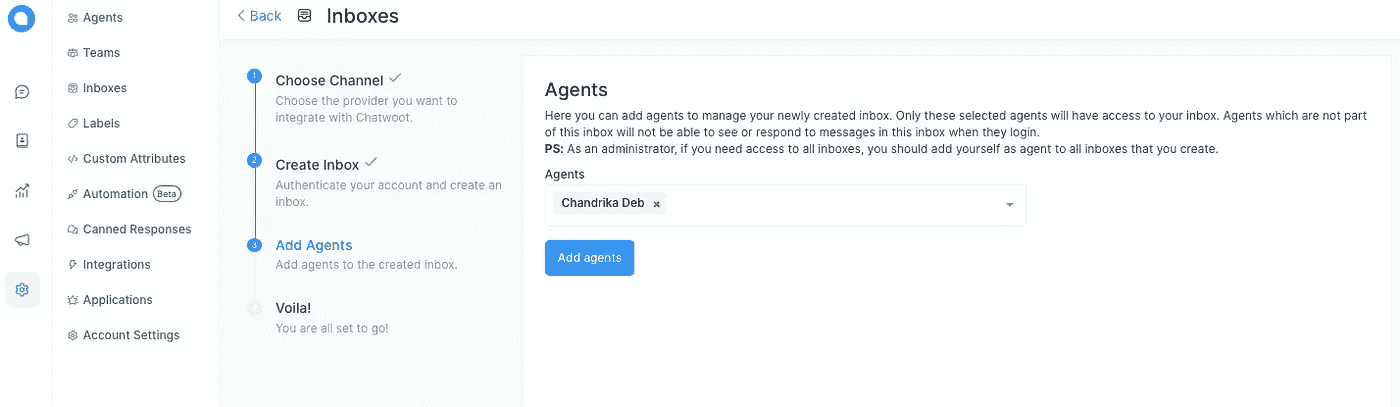 Agents
Teams
Inboxes
Labels
Custom Attributes
Automation Beta
Canned Responses
Integrations
Applications
Account Settings
Back Inboxes
1 Choose Channel
Choose the provider you want to
integrate with Chatwoot.
2 Create Inbox
Authenticate your account and create an
inbox.
3 Add Agents
Add agents to the created inbox.
Voila!
You are all set to go!
Agents
Here you can add agents to manage your newly created inbox. Only these selected agents will have access to your inbox. Agents which are not part
of this inbox will not be able to see or respond to messages in this inbox when they login.
PS: As an administrator, if you need access to all inboxes, you should add yourself as agent to all inboxes that you create.
Agents
Chandrika Deb ×
Add agents